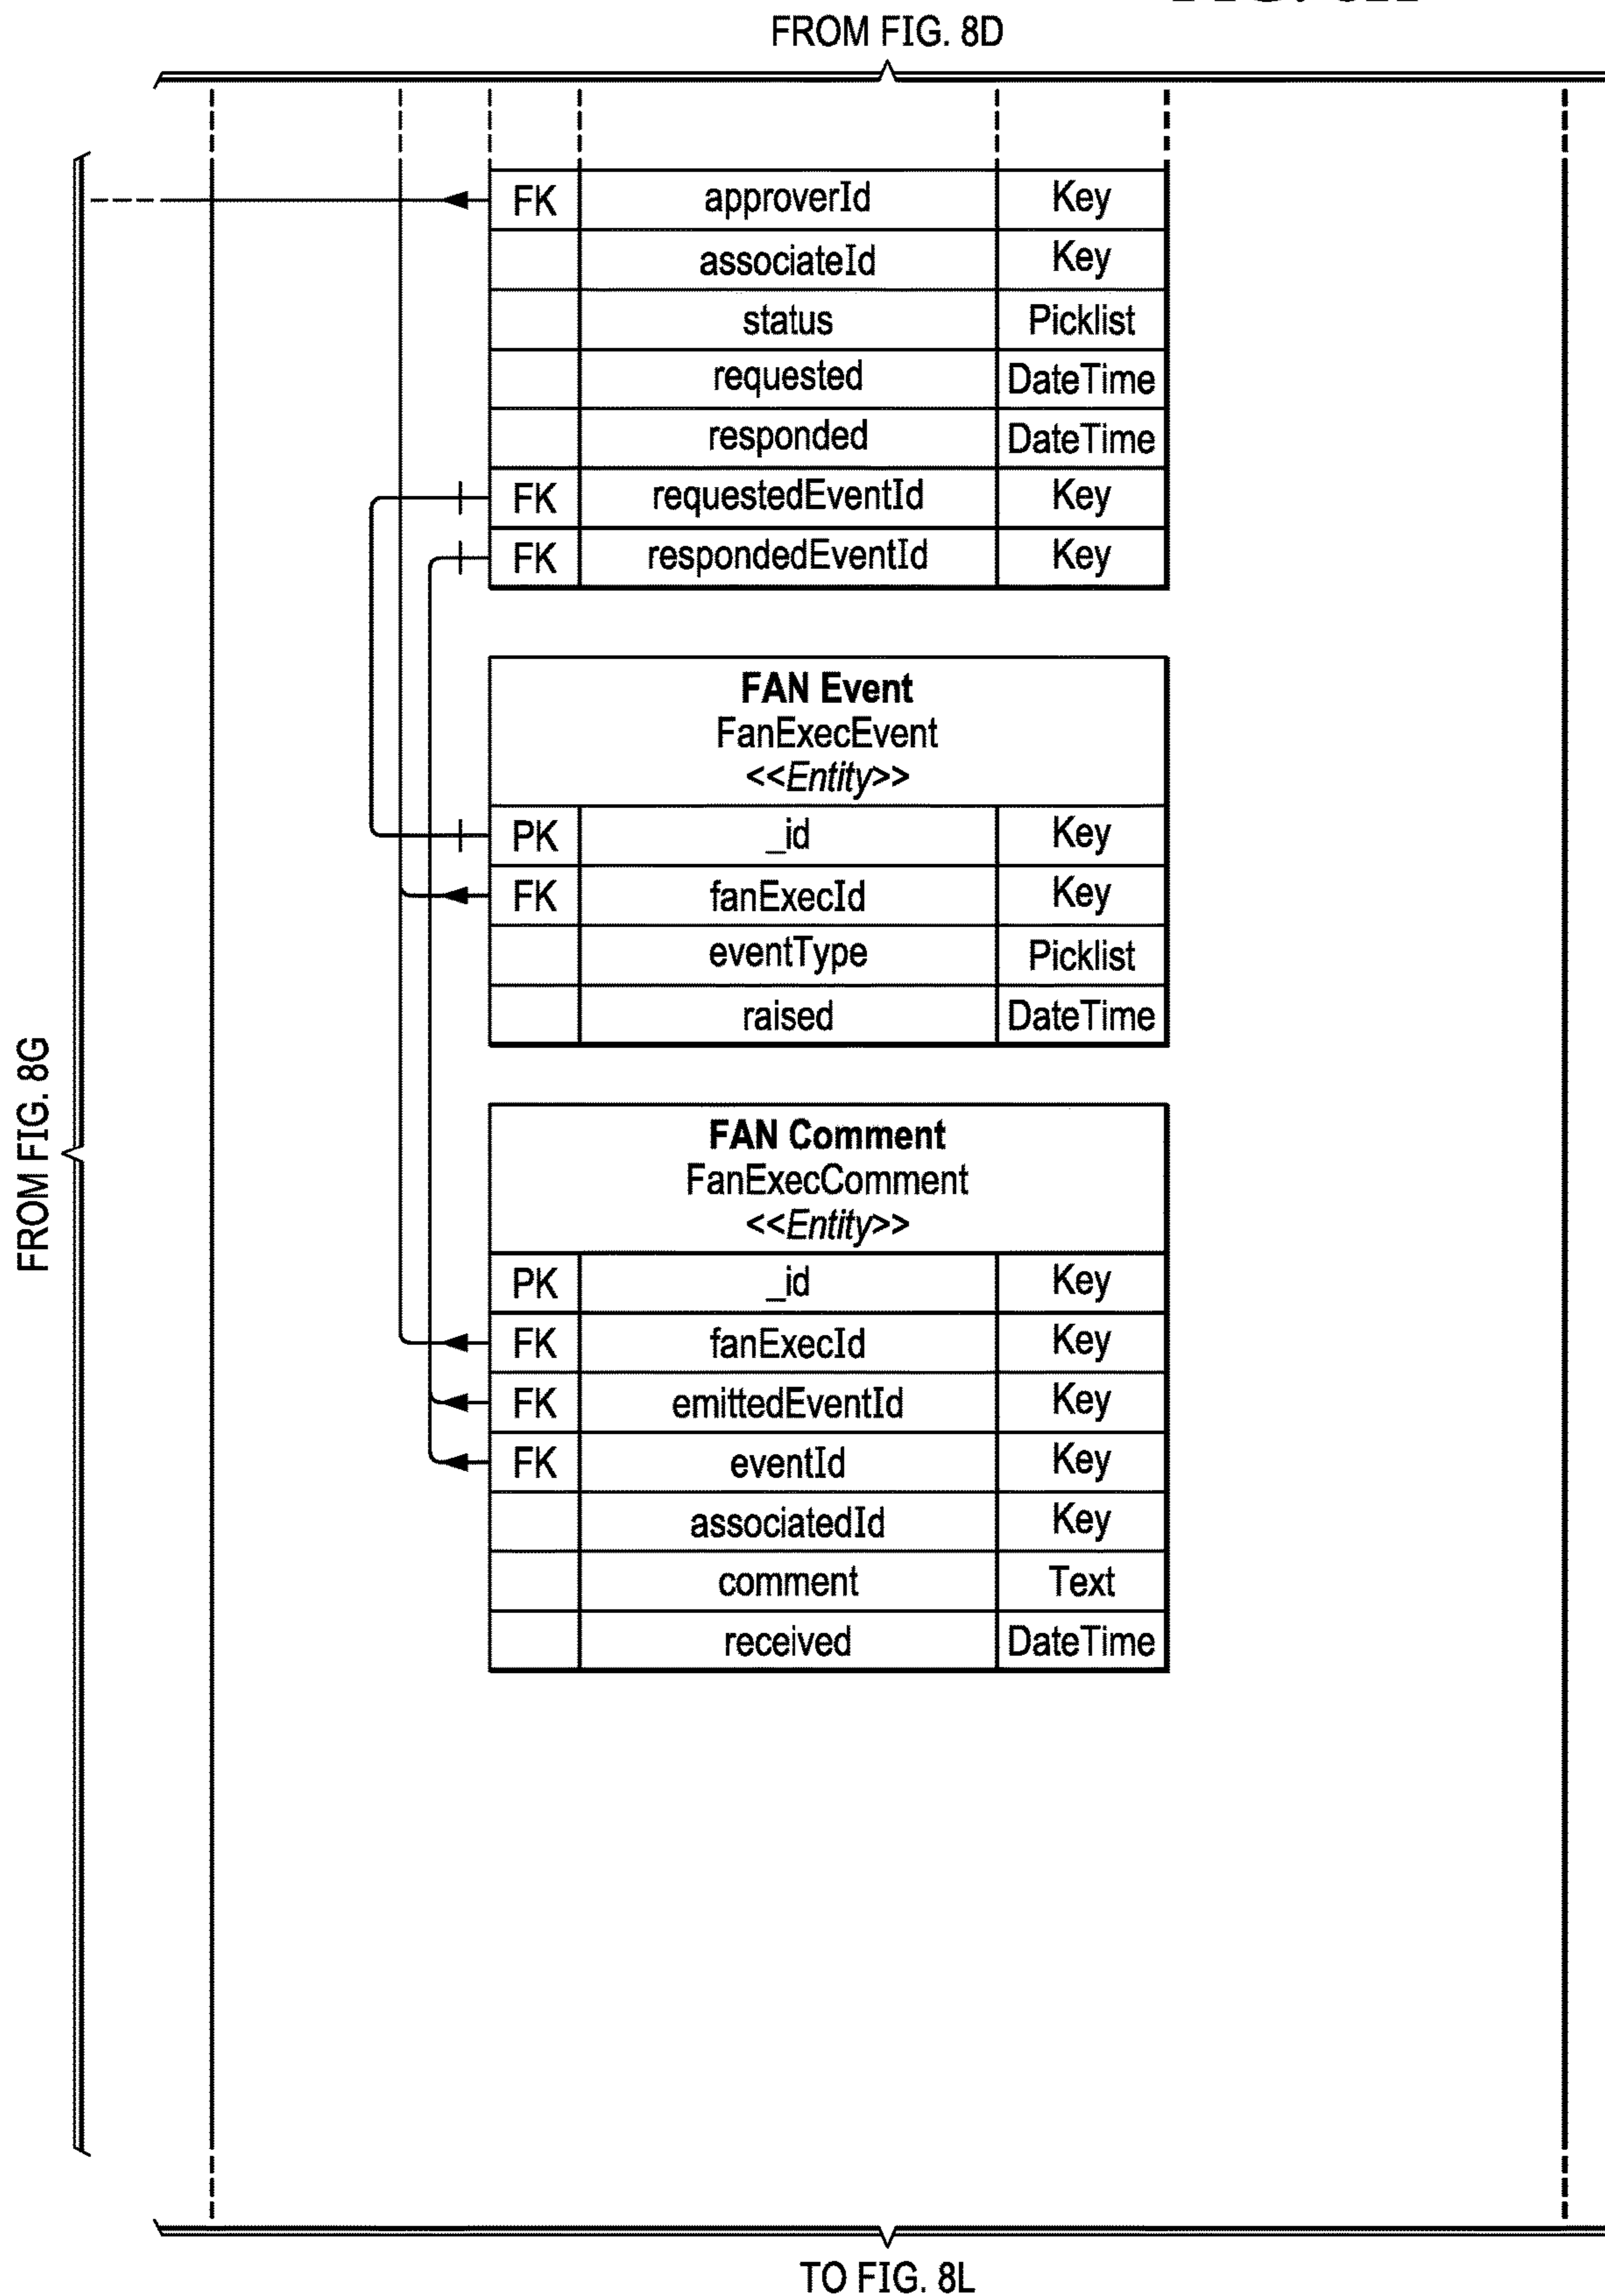 FROM FIG. 8D
FK approverId Key
associateId Key
status Picklist
requested DateTime
responded DateTime
FK requestedEventId Key
FK respondedEventId Key
FAN Event
FanExecEvent
<<Entity>>
PK _id Key
FK fanExecId Key
eventType Picklist
raised DateTime
FROM FIG. 8G
FAN Comment
FanExecComment
<<Entity>>
PK _id Key
FK fanExecId Key
FK emittedEventId Key
FK eventId Key
associatedId Key
comment Text
received DateTime
TO FIG. 8L